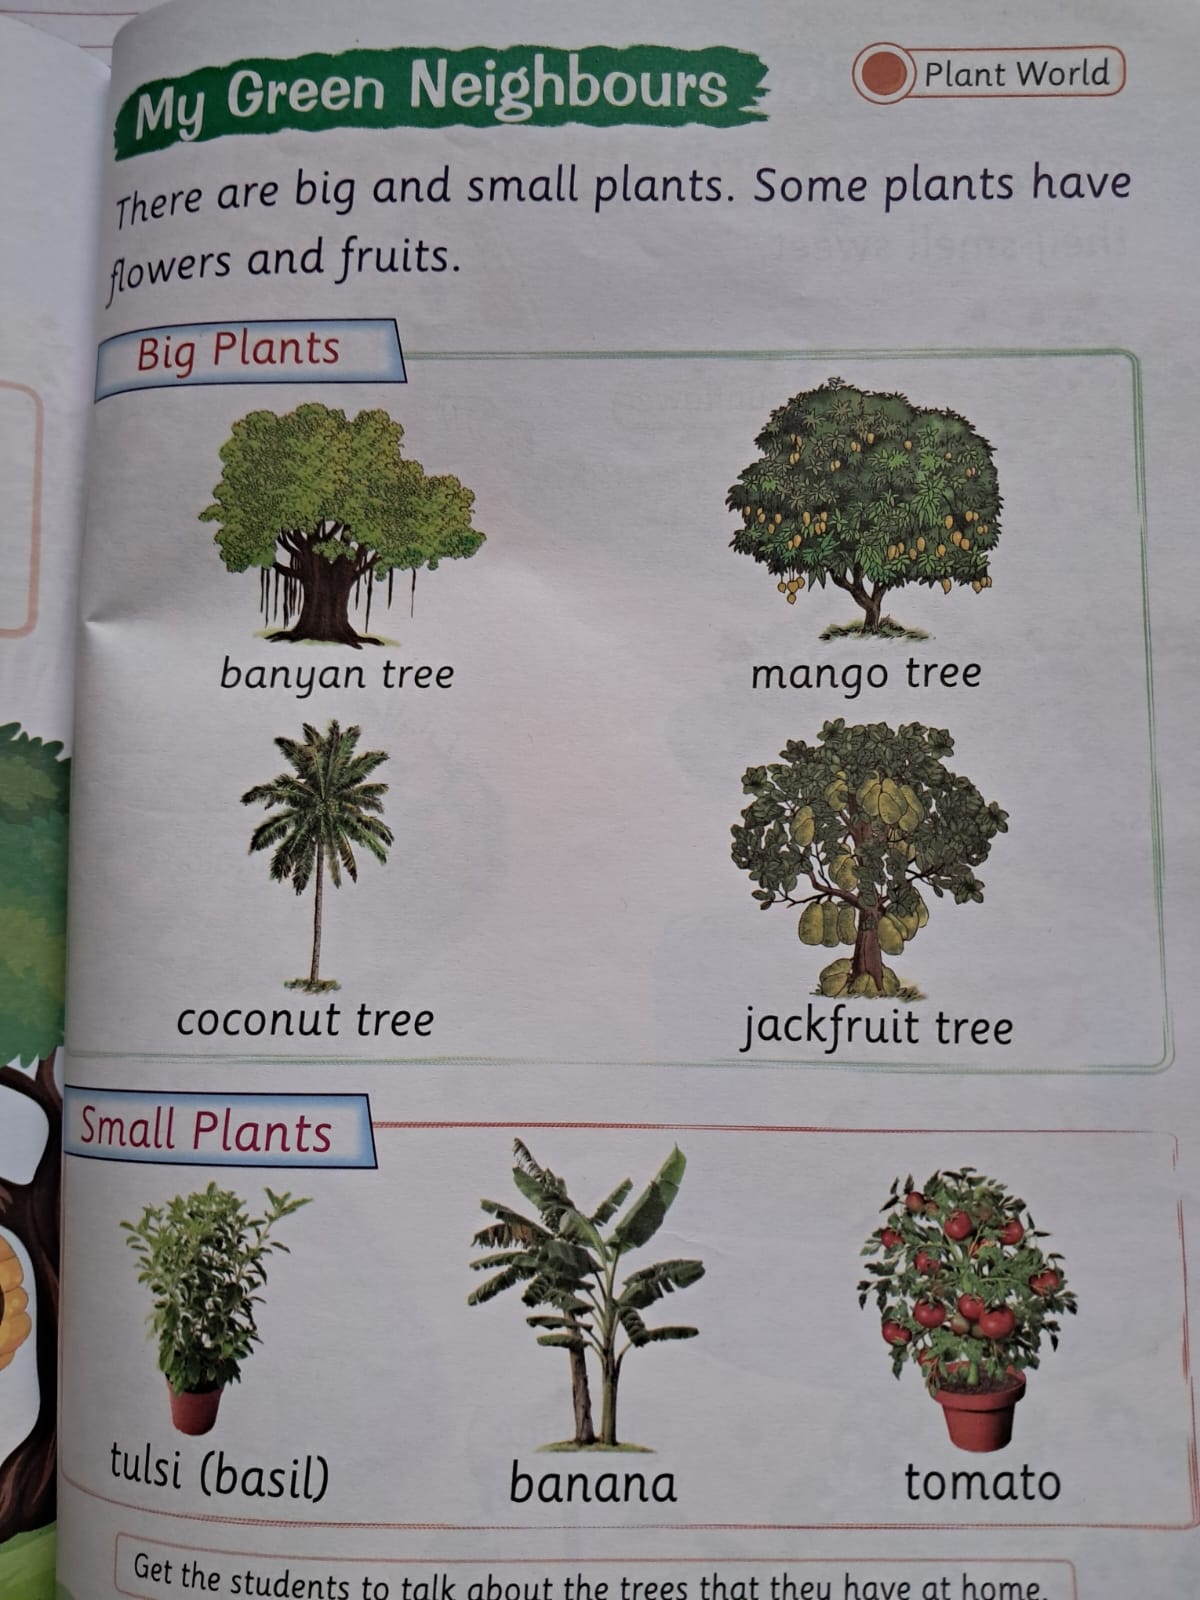 My Green Neighbours
Plant World
There are big and small plants. Some plants have
flowers and fruits.
Big Plants
banyan tree
mango tree
coconut tree
jackfruit tree
Small Plants
tulsi (basil)
banana
tomato
Get the students to talk about the trees that they have at home.